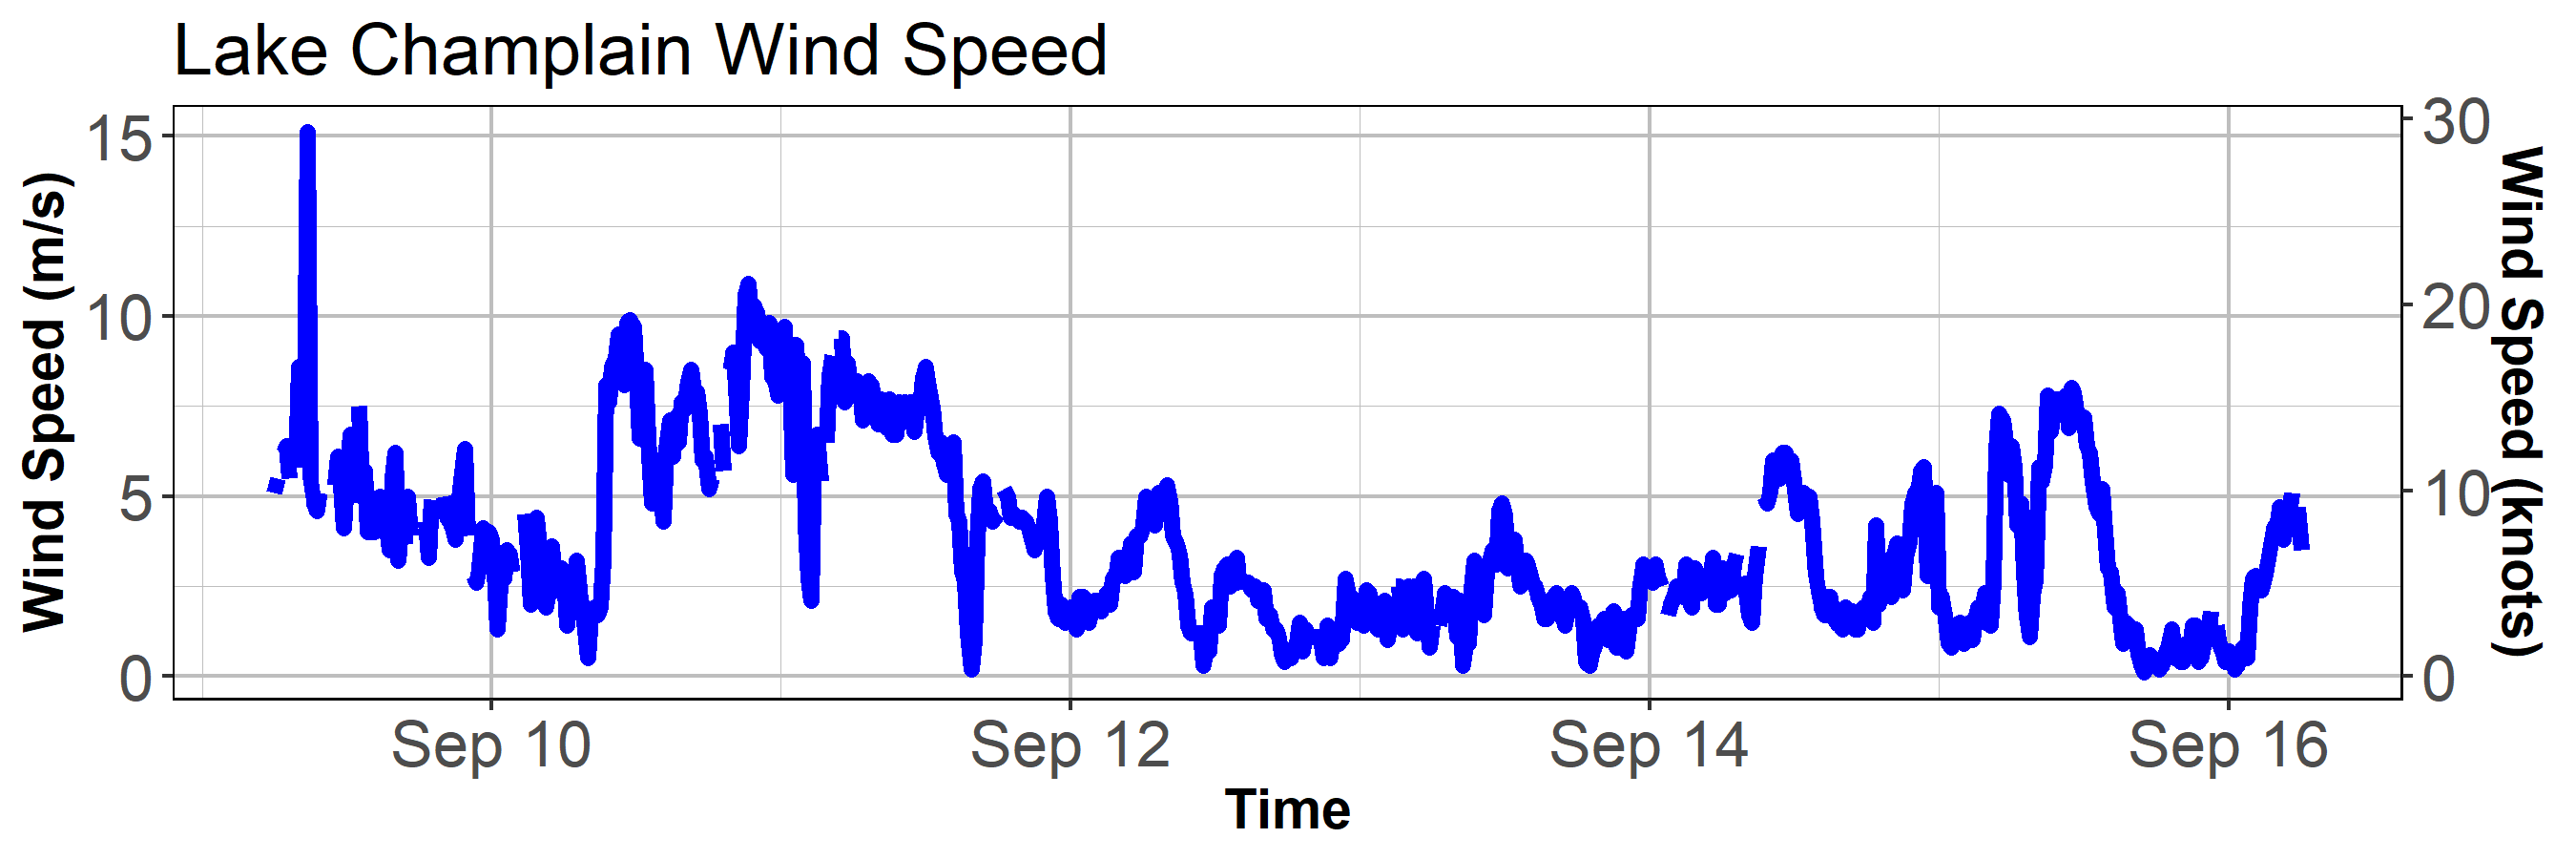 Lake Champlain Wind Speed
Wind Speed (m/s)
15
10
5
0
30
20
10
0
Wind Speed (knots)
Sep 10
Sep 12
Sep 14
Sep 16
Time